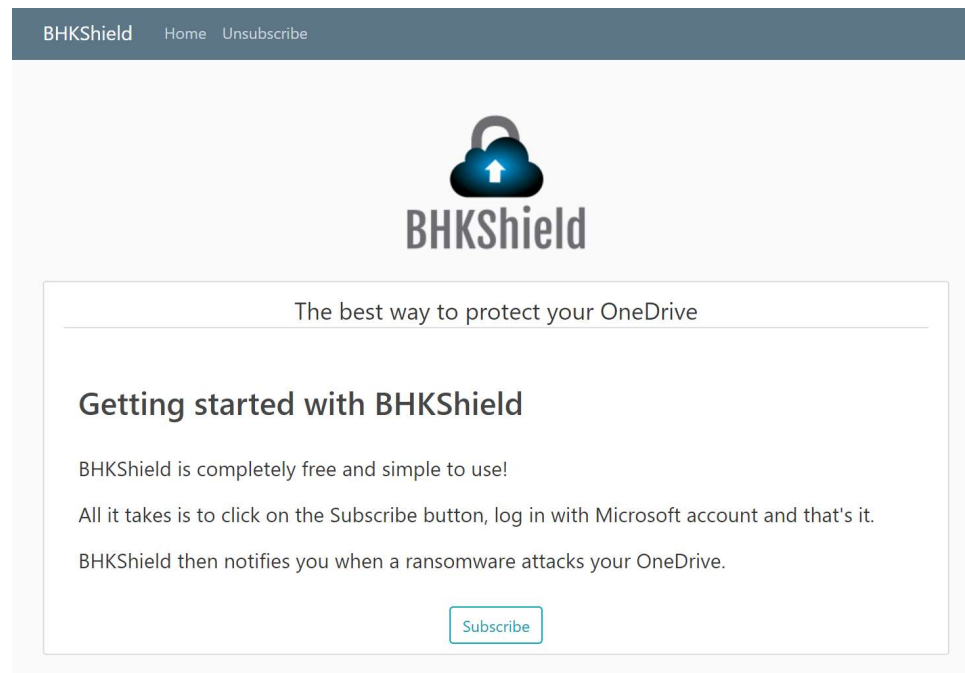 BHKShield Home Unsubscribe
BHKShield
The best way to protect your OneDrive
Getting started with BHKShield
BHKShield is completely free and simple to use!
All it takes is to click on the Subscribe button, log in with Microsoft account and that's it.
BHKShield then notifies you when a ransomware attacks your OneDrive.
Subscribe